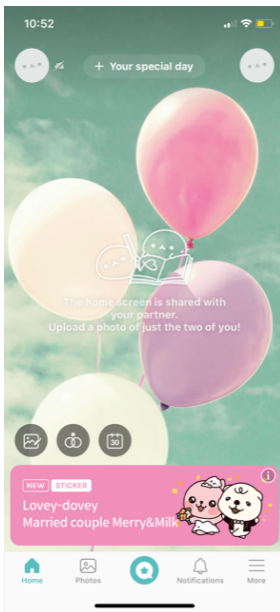 10:52
+ Your special day
The home screen is shared with
your partner.
Upload a photo of just the two of you!
30
NEW STICKER
Lovey-dovey
Married couple Merry&Milk
Home
Photos
Notifications
More